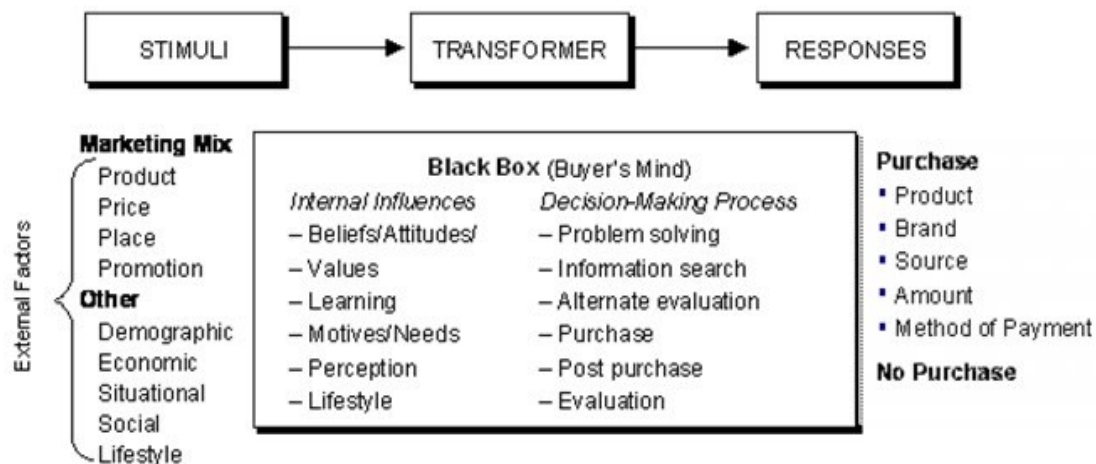 STIMULI
TRANSFORMER
RESPONSES
External Factors
Marketing Mix
Product
Price
Place
Promotion
Other
Demographic
Economic
Situational
Social
Lifestyle
Black Box (Buyer's Mind)
Internal Influences
– Beliefs/Attitudes/
– Values
– Learning
– Motives/Needs
– Perception
– Lifestyle
Decision-Making Process
– Problem solving
– Information search
– Alternate evaluation
– Purchase
– Post purchase
– Evaluation
Purchase
▪ Product
▪ Brand
▪ Source
▪ Amount
▪ Method of Payment
No Purchase